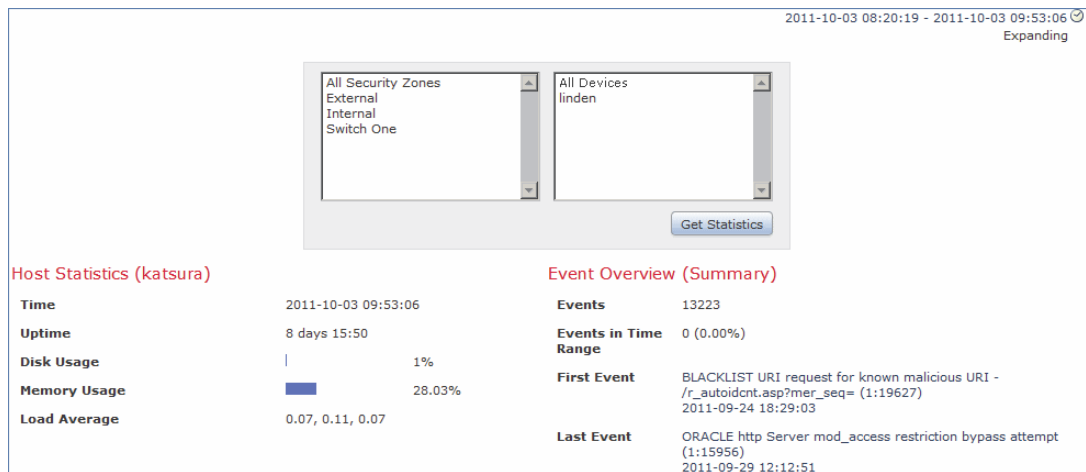 2011-10-03 08:20:19 - 2011-10-03 09:53:06
Expanding
All Security Zones
External
Internal
Switch One
All Devices
linden
Get Statistics
Host Statistics (katsura)
Time 2011-10-03 09:53:06
Uptime 8 days 15:50
Disk Usage 1%
Memory Usage 28.03%
Load Average 0.07, 0.11, 0.07
Event Overview (Summary)
Events 13223
Events in Time 0 (0.00%)
Range
First Event BLACKLIST URI request for known malicious URI -
/r_autoidcnt.asp?mer_seq= (1:19627)
2011-09-24 18:29:03
Last Event ORACLE http Server mod_access restriction bypass attempt
(1:15956)
2011-09-29 12:12:51